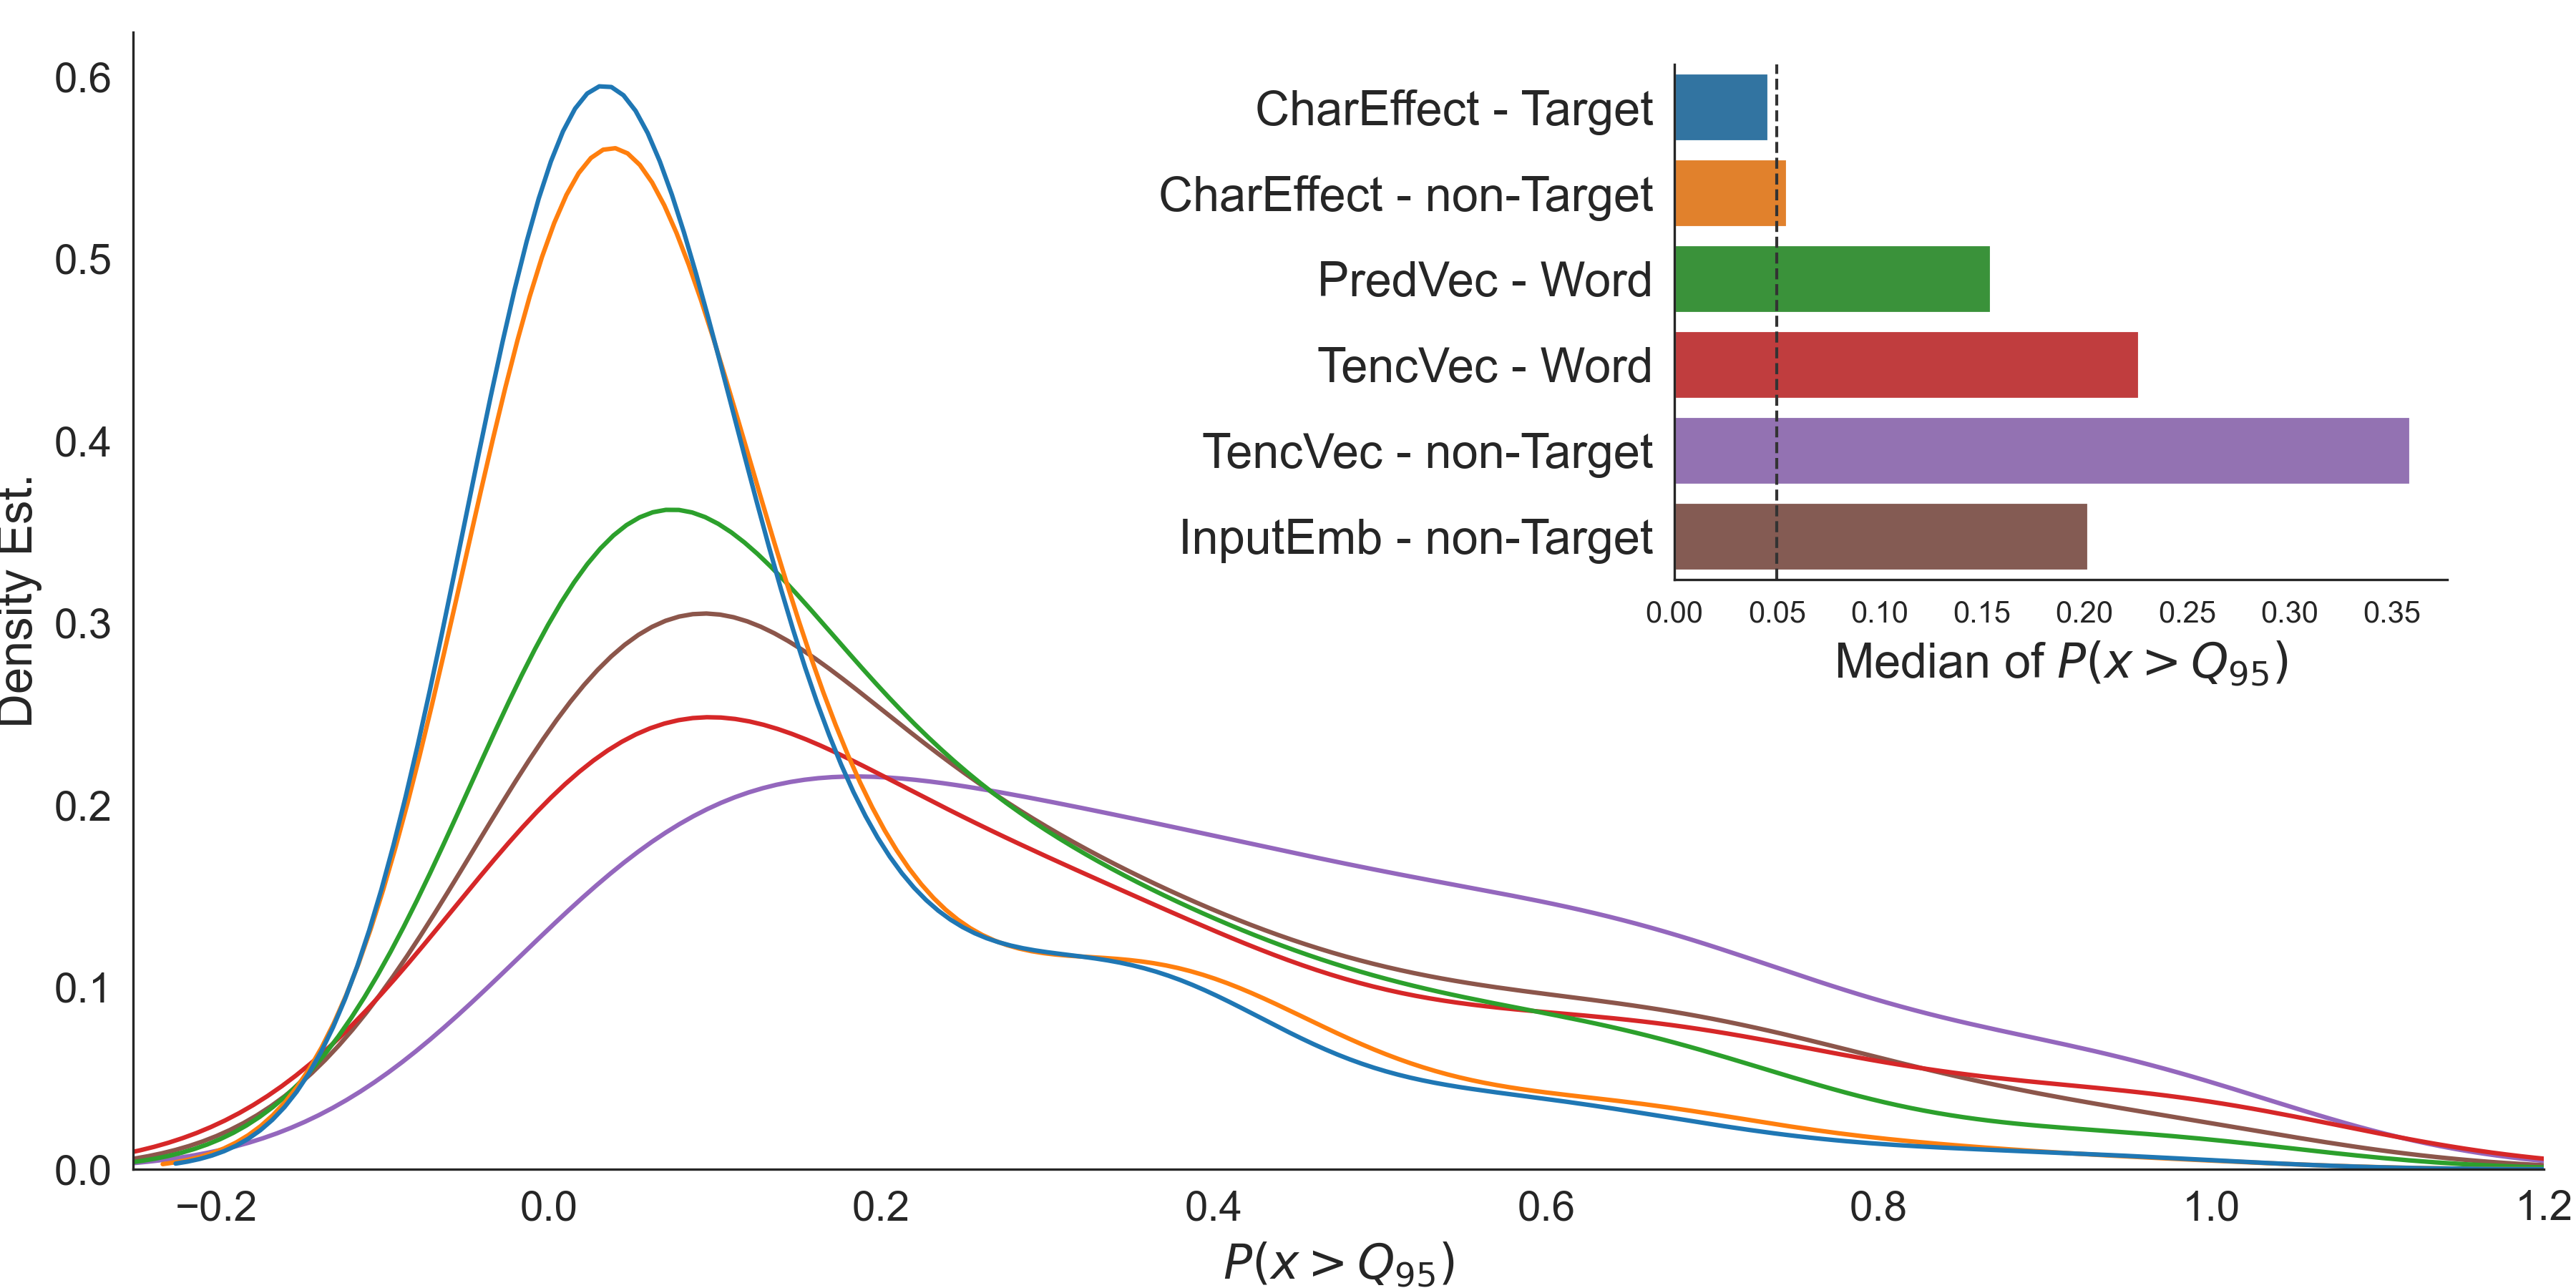 Density Est.
0.6
0.5
0.4
0.3
0.2
0.1
0.0
−0.2 0.0 0.2 0.4 0.6 0.8 1.0 1.2
P(x > Q95)
CharEffect - Target
CharEffect - non-Target
PredVec - Word
TencVec - Word
TencVec - non-Target
InputEmb - non-Target
0.00 0.05 0.10 0.15 0.20 0.25 0.30 0.35
Median of P(x > Q95)